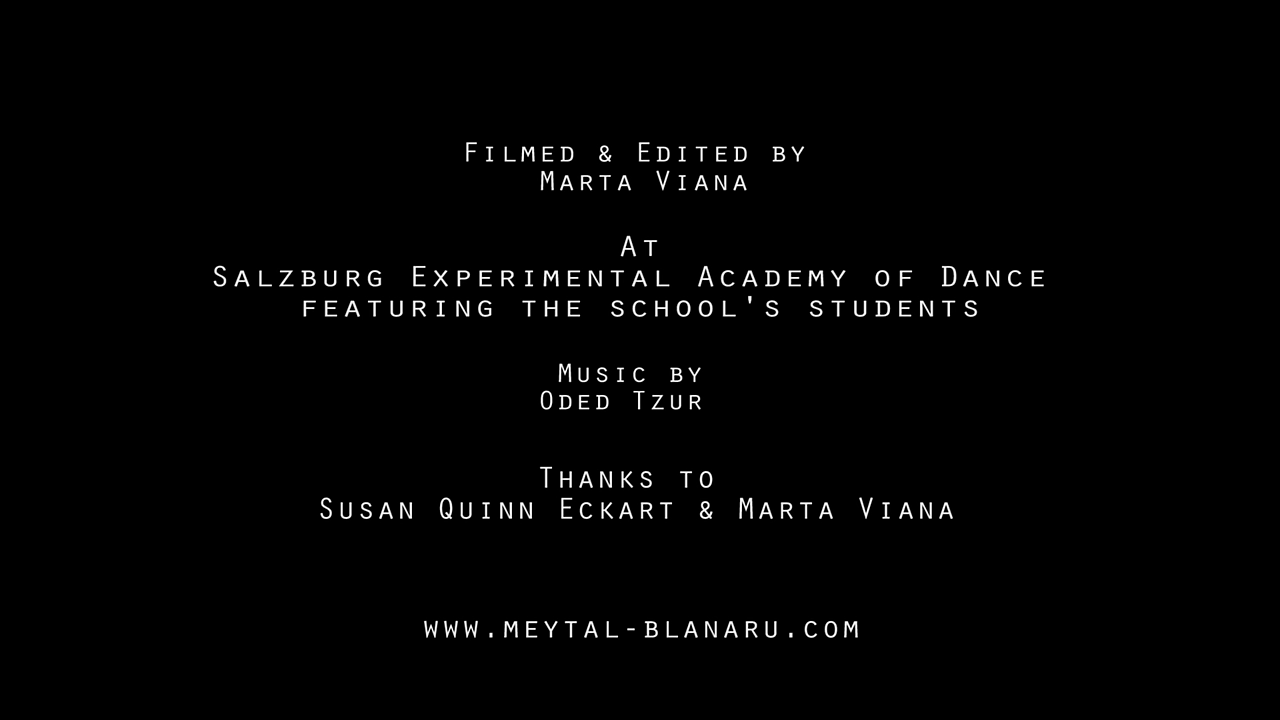 Filmed & Edited by
Marta Viana
At
Salzburg Experimental Academy of Dance
featuring the school's students
Music by
Oded Tzur
Thanks to
Susan Quinn Eckart & Marta Viana
www.meytal-blanaru.com